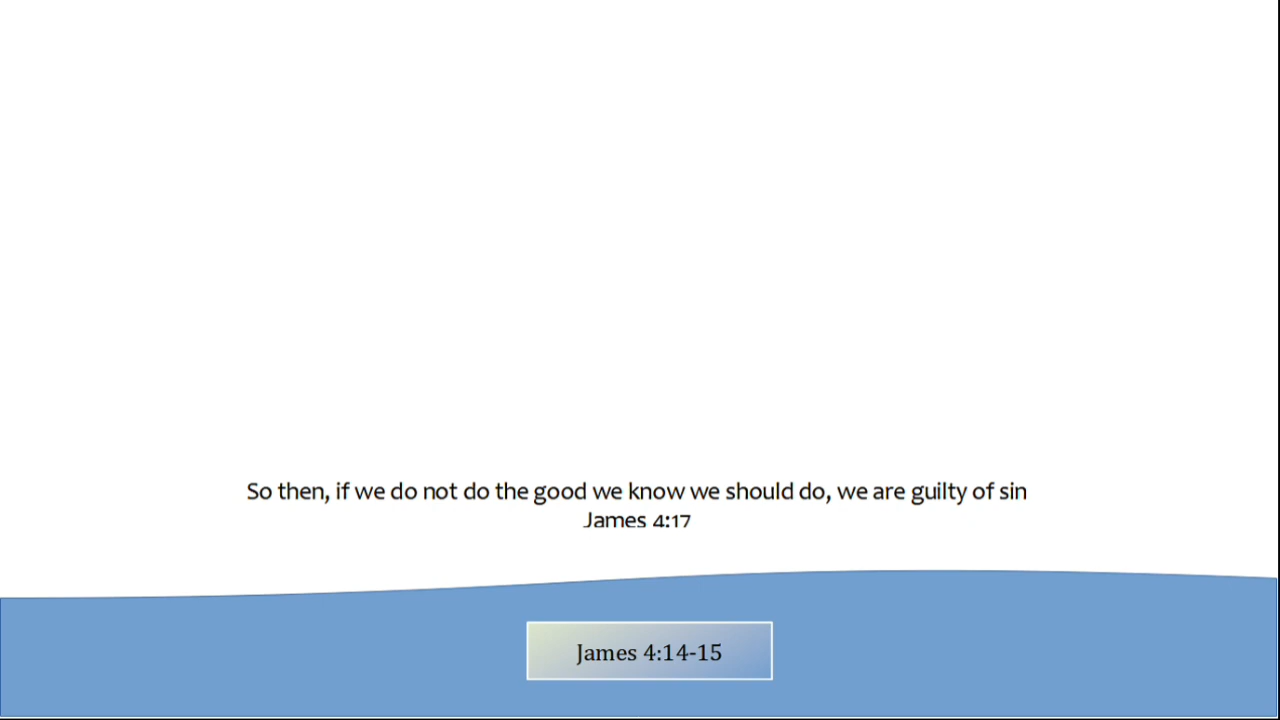 So then, if we do not do the good we know we should do, we are guilty of sin
James 4:17
James 4:14-15